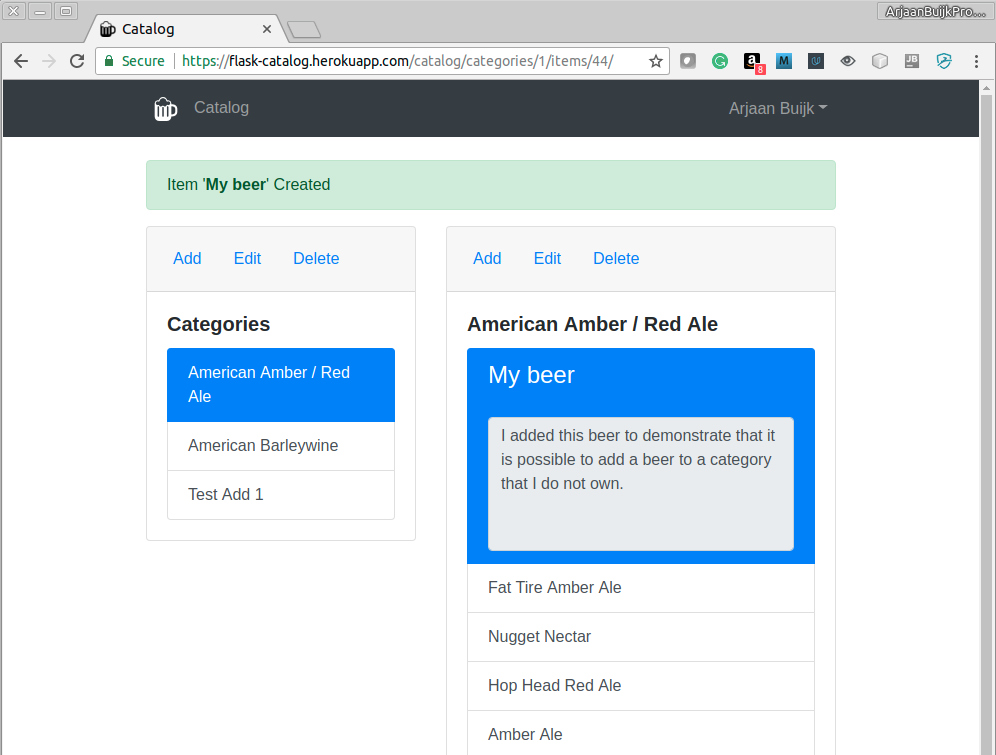 ArjaanBuijkPro...
Catalog
Secure
https://flask-catalog.herokuapp.com/catalog/categories/1/items/44/
G
a
8
M
U
JB
Catalog
Arjaan Buijk
Item 'My beer' Created
Add Edit Delete
Categories
American Amber / Red
Ale
American Barleywine
Test Add 1
Add Edit Delete
American Amber / Red Ale
My beer
I added this beer to demonstrate that it
is possible to add a beer to a category
that I do not own.
Fat Tire Amber Ale
Nugget Nectar
Hop Head Red Ale
Amber Ale